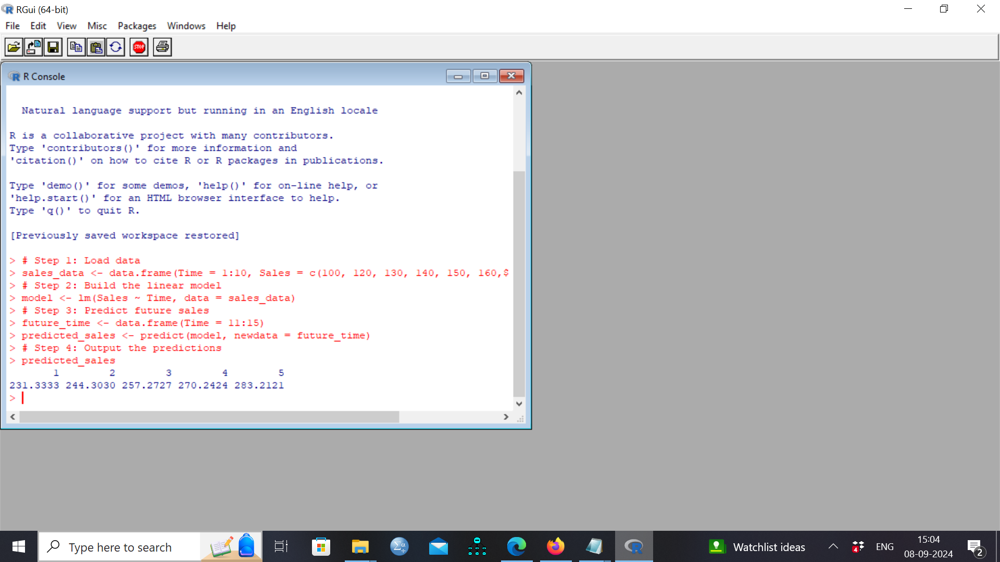 RGui (64-bit)
File Edit View Misc Packages Windows Help
STOP
R Console
Natural language support but running in an English locale
R is a collaborative project with many contributors.
Type 'contributors()' for more information and
'citation()' on how to cite R or R packages in publications.
Type 'demo()' for some demos, 'help()' for on-line help, or
'help.start()' for an HTML browser interface to help.
Type 'q()' to quit R.
[Previously saved workspace restored]
> # Step 1: Load data
> sales_data <- data.frame(Time = 1:10, Sales = c(100, 120, 130, 140, 150, 160,$
> # Step 2: Build the linear model
> model <- lm(Sales ~ Time, data = sales_data)
> # Step 3: Predict future sales
> future_time <- data.frame(Time = 11:15)
> predicted_sales <- predict(model, newdata = future_time)
> # Step 4: Output the predictions
> predicted_sales
1 2 3 4 5
231.3333 244.3030 257.2727 270.2424 283.2121
>
Type here to search
Σα
Watchlist ideas
4
ENG
15:04
08-09-2024
2